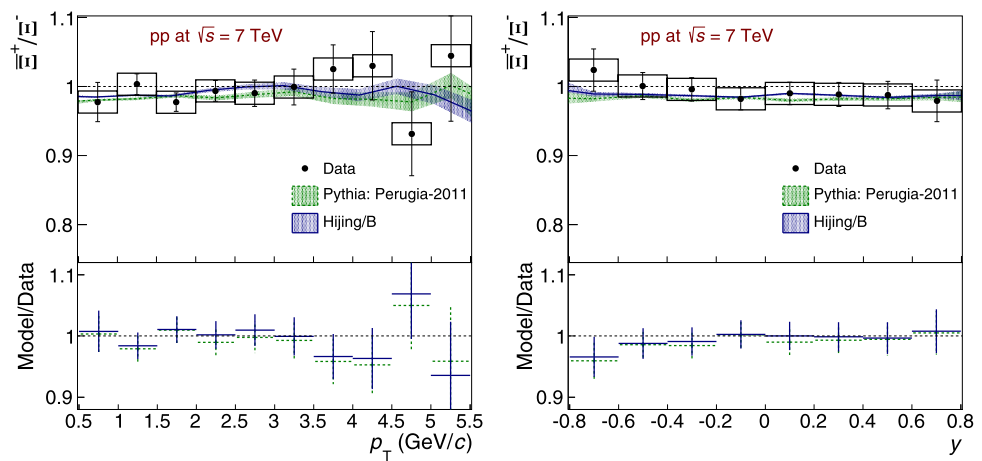 Ξ̅⁺/Ξ⁻
1.1
1
0.9
0.8
pp at √s = 7 TeV
Data
Pythia: Perugia-2011
Hijing/B
Model/Data
1.1
1
0.9
0.5 1 1.5 2 2.5 3 3.5 4 4.5 5 5.5
p_T (GeV/c)
Ξ̅⁺/Ξ⁻
1.1
1
0.9
0.8
pp at √s = 7 TeV
Data
Pythia: Perugia-2011
Hijing/B
Model/Data
1.1
1
0.9
-0.8 -0.6 -0.4 -0.2 0 0.2 0.4 0.6 0.8
y